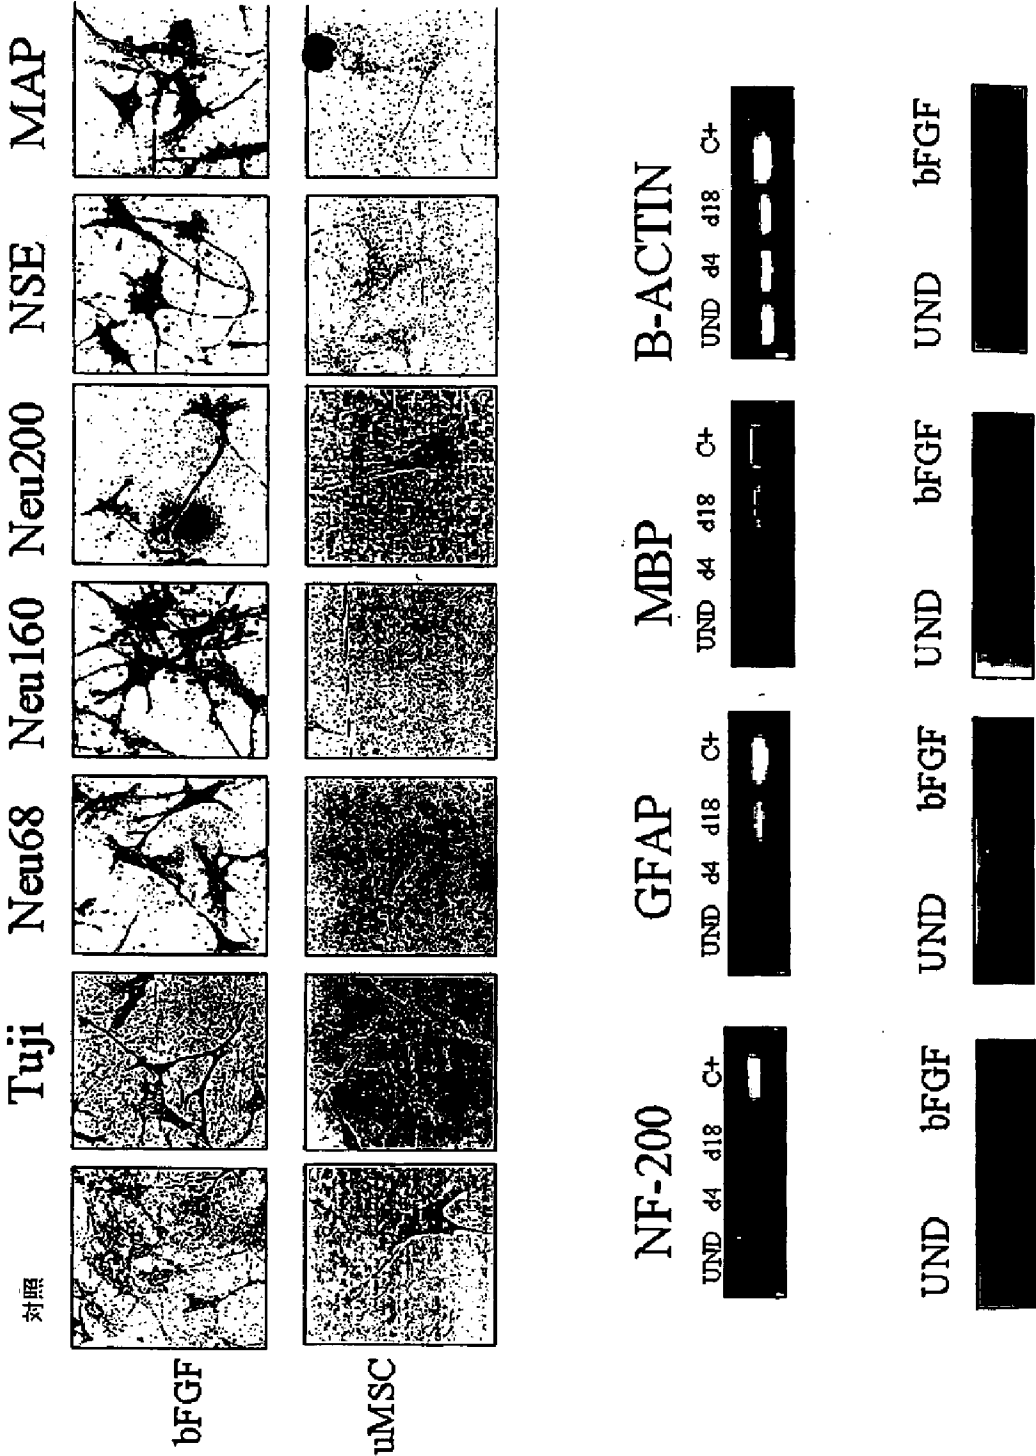 対照 Tuji Neu68 Neu160 Neu200 NSE MAP
bFGF
uMSC
NF-200 GFAP MBP B-ACTIN
UND d4 d18 C+ UND d4 d18 C+ UND d4 d18 C+ UND d4 d18 C+
UND bFGF UND bFGF UND bFGF UND bFGF